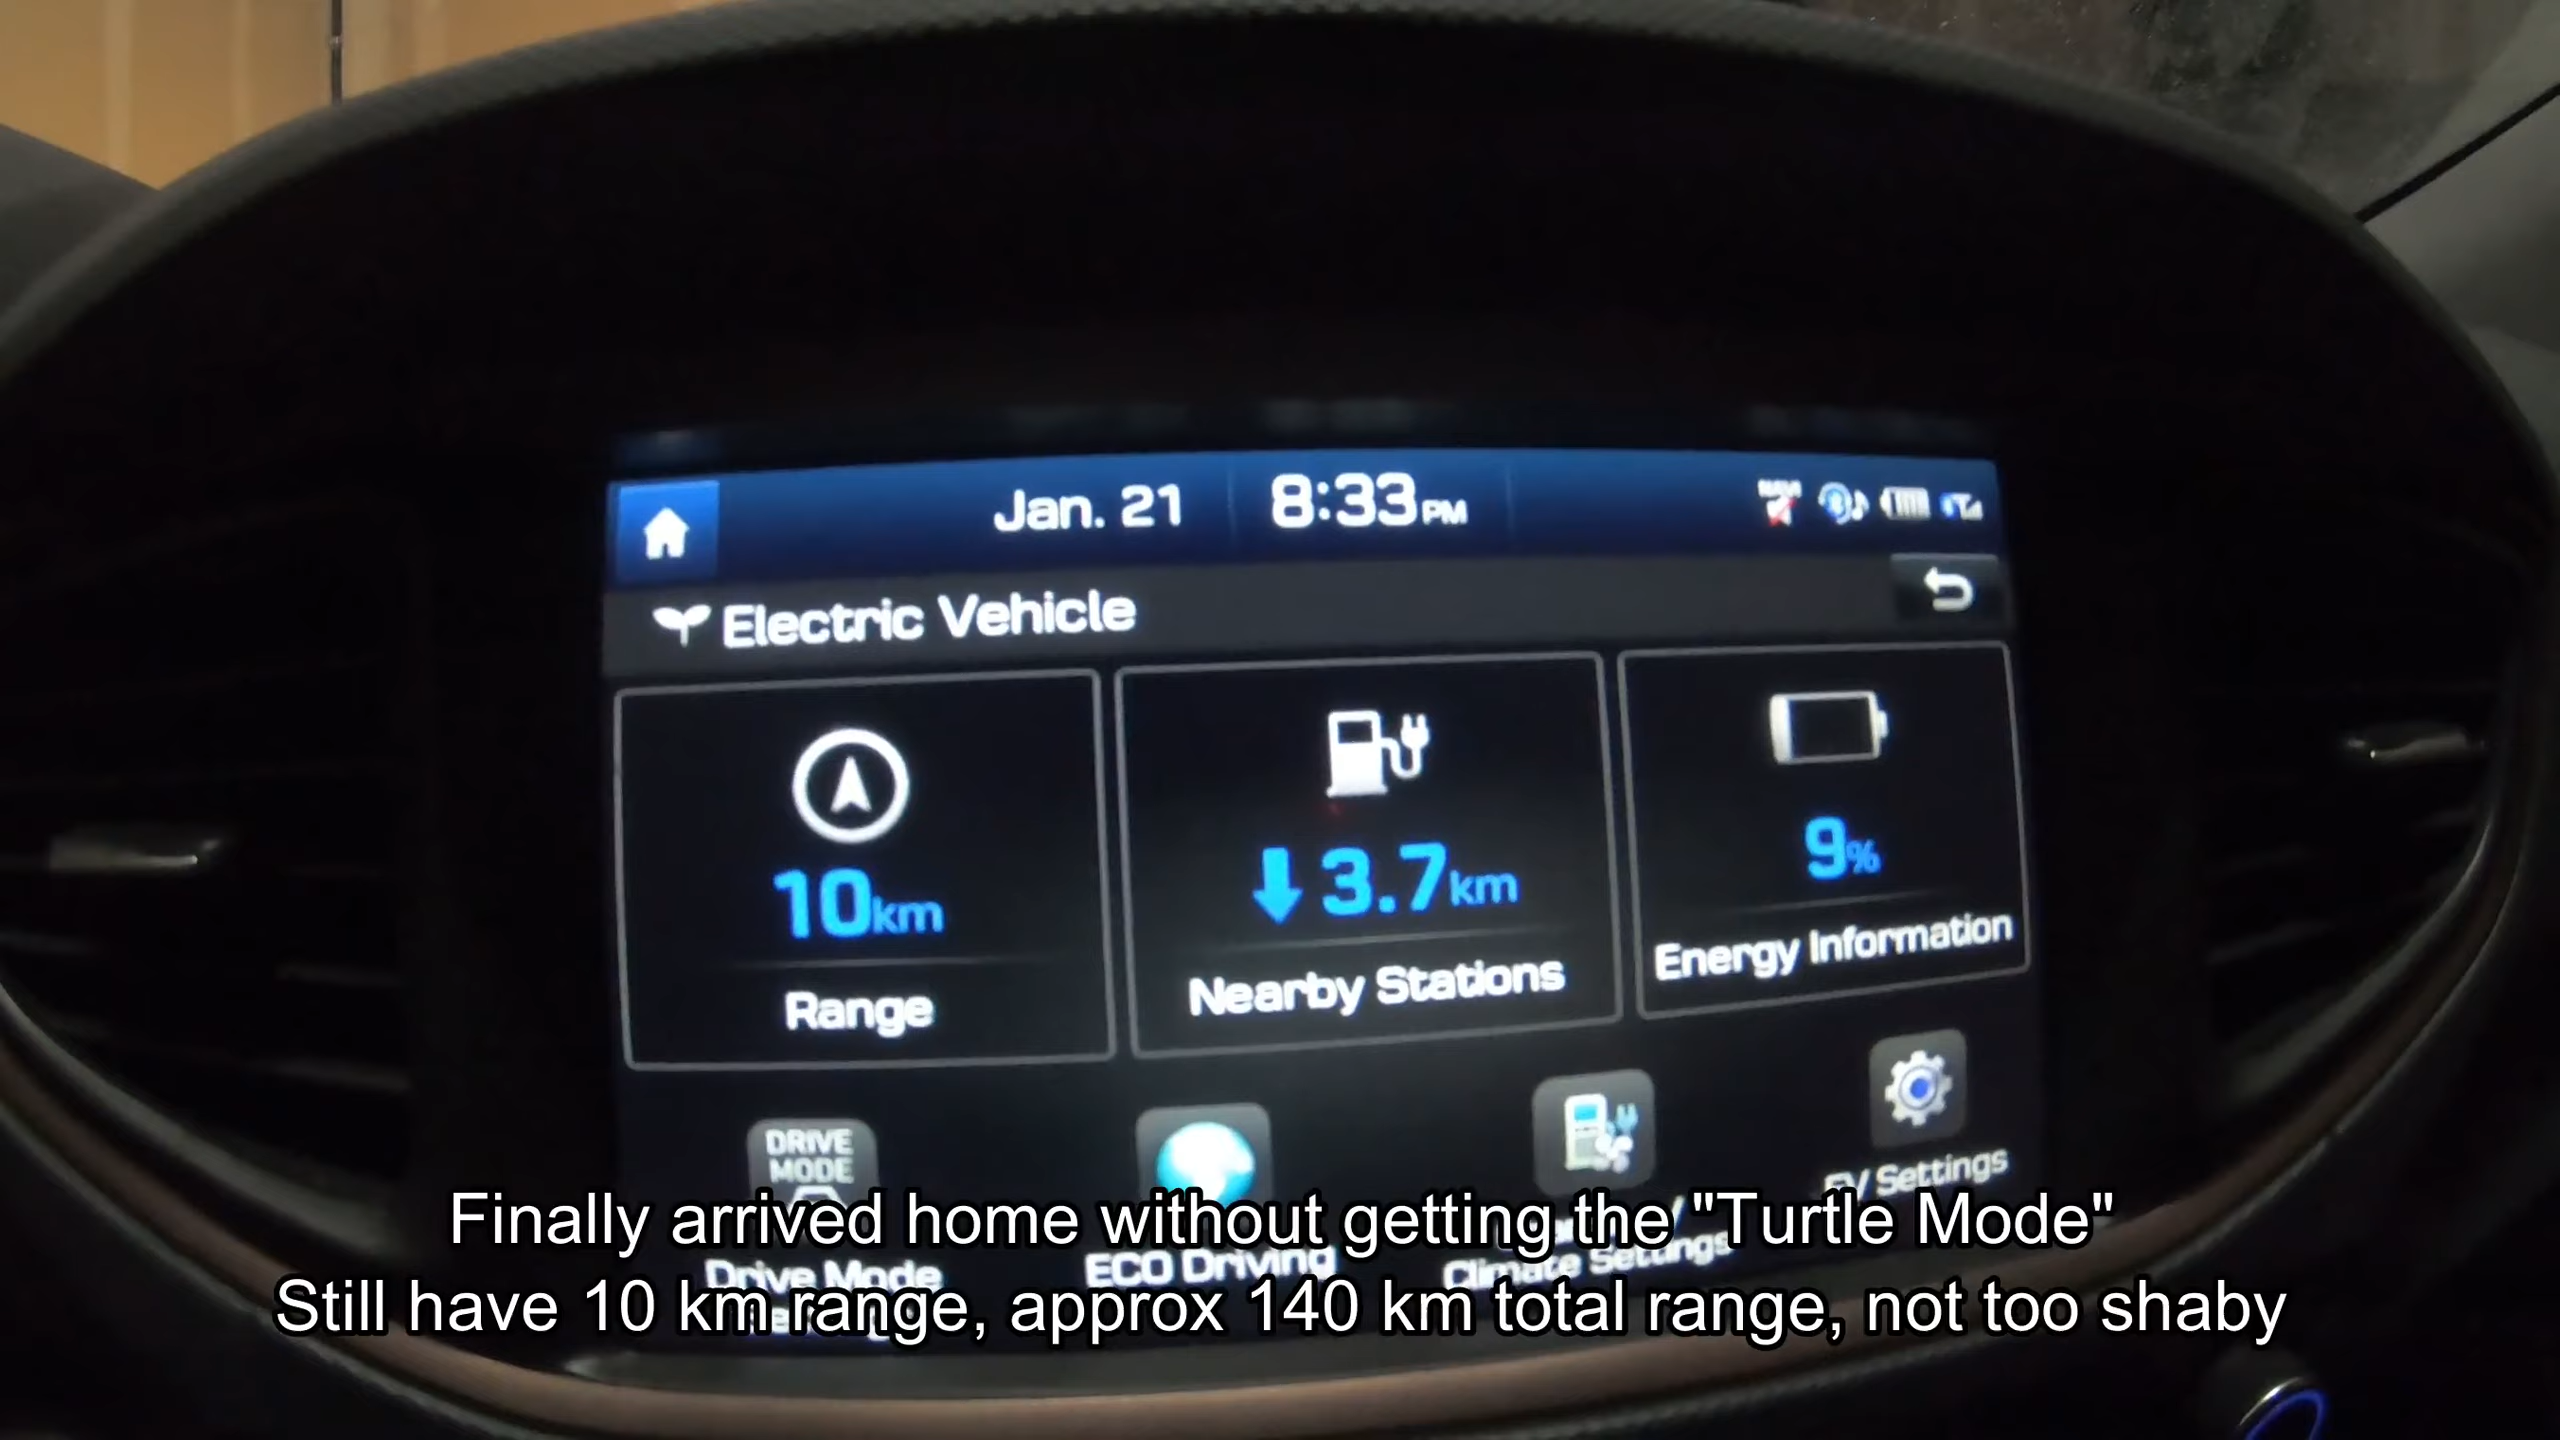 Jan. 21 8:33PM
NAVI
Electric Vehicle
10km
3.7km
9%
Range
Nearby Stations
Energy Information
DRIVE
MODE
Drive Mode
ECO Driving
Climate Settings
EV Settings
Finally arrived home without getting the "Turtle Mode"
Still have 10 km range, approx 140 km total range, not too shaby